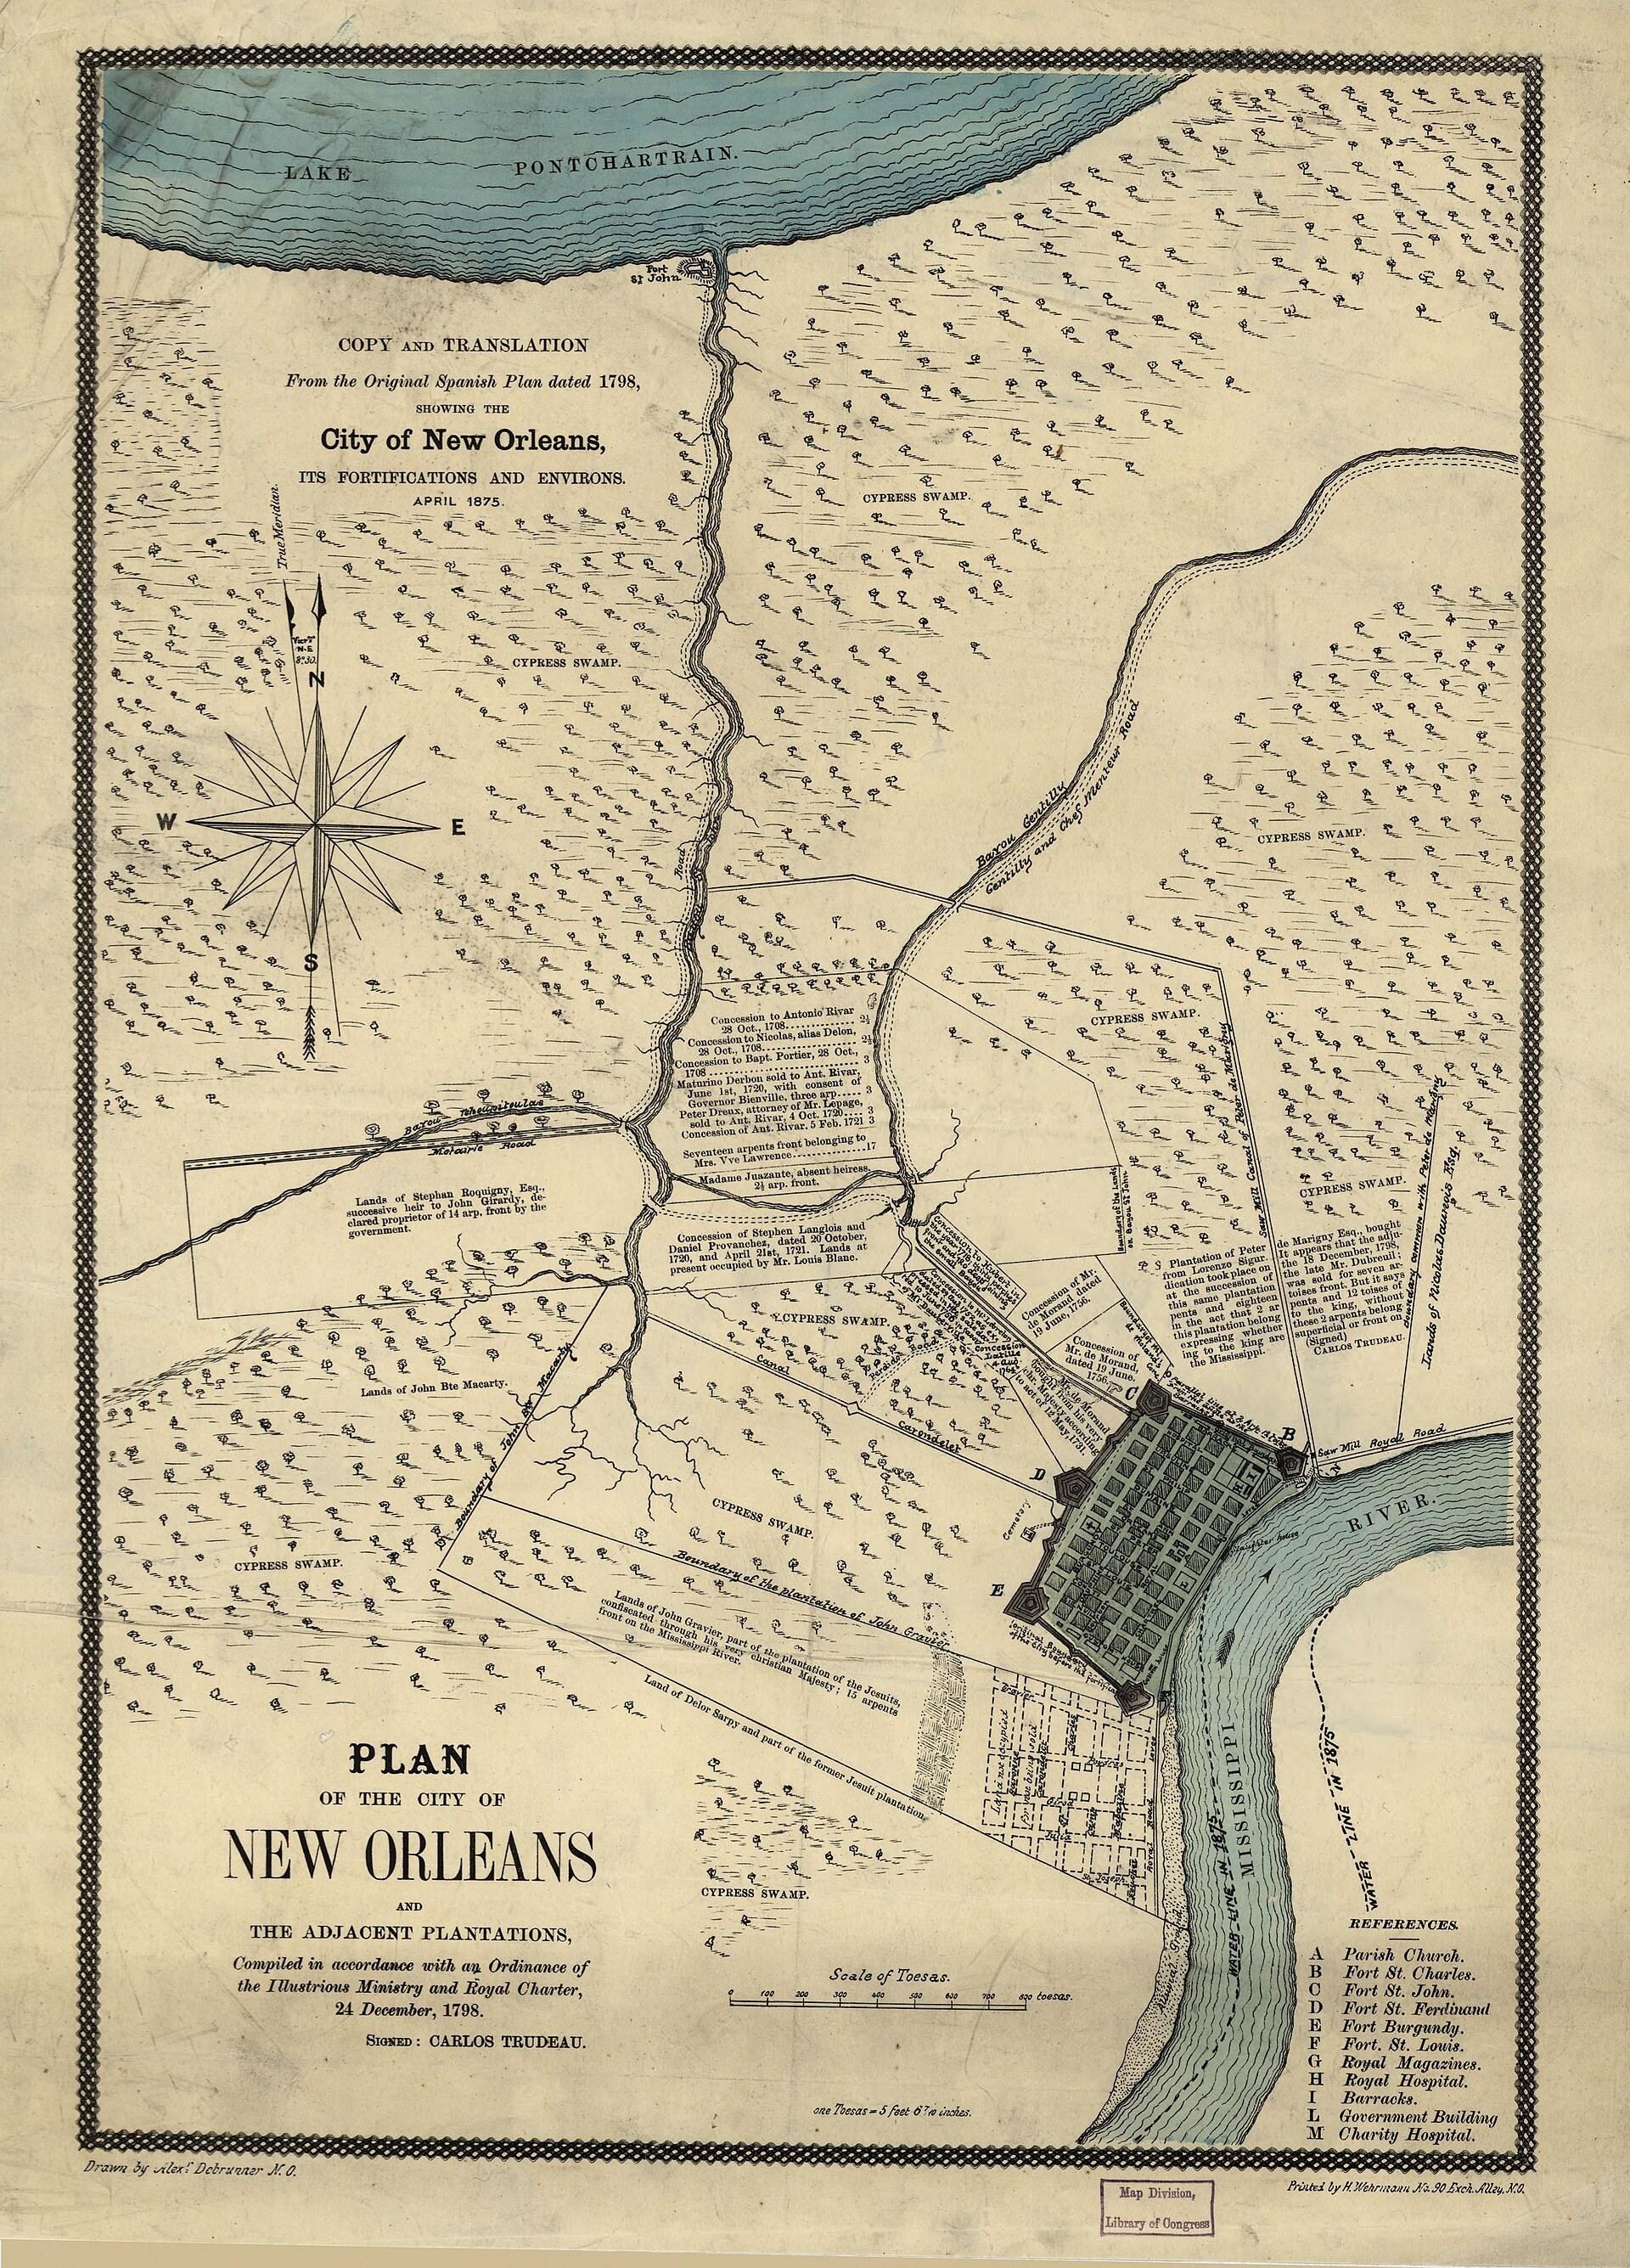 LAKE PONTCHARTRAIN.
Fort
St John
COPY AND TRANSLATION
From the Original Spanish Plan dated 1798,
SHOWING THE
City of New Orleans,
ITS FORTIFICATIONS AND ENVIRONS.
APRIL 1875.
True Meridian.
N
W
E
S
CYPRESS SWAMP.
CYPRESS SWAMP.
CYPRESS SWAMP.
CYPRESS SWAMP.
CYPRESS SWAMP.
Road
Bayou Gentilly
Gentilly and Chef Menteur Road
Concession to Antonio Rivar
28 Oct., 1708
Concession to Nicolas, alias Delon,
28 Oct., 1708
Concession to Bapt. Portier, 28 Oct.,
1708 3
Maturino Derbon sold to Ant. Rivar,
June 1st, 1720, with consent of
Governor Bienville, three arp 3
Peter Dreux, attorney of Mr. Lepage,
sold to Ant. Rivar, 4 Oct. 1720 3
Concession of Ant. Rivar, 5 Feb. 1721 3
Seventeen arpents front belonging to
Mrs. Vve Lawrence 17
Madame Juazante, absent heiress
2½ arp. front.
Bayou Tchoupitoulas
Metairie Road
Lands of Stephan Roquigny, Esq.,
successive heir to John Girardy, de-
clared proprietor of 14 arp. front by the
government.
Concession of Stephen Langlois and
Daniel Provanchez, dated 20 October,
1720, and April 21st, 1721. Lands at
present occupied by Mr. Louis Blanc.
Saw Mill Canal of Peter de Marigny
Boundary common with Peter de Marigny
Lands of Nicolas Daunois Esq.
Plantation of Peter de Marigny Esq., bought
from Lorenzo Sigur. It appears that the adju-
dication took place on the 18 December, 1798,
at the succession of the late Mr. Dubreuil;
this same plantation was sold for seven ar-
pents and eighteen toises front. But it says
in the act that 2 ar pents and 12 toises of
this plantation belong to the king, without
expressing whether these 2 arpents belong
ing to the king are superficial or front on
the Mississippi. (Signed)
CARLOS TRUDEAU.
Concession of Mr.
de Morand dated
19 June, 1756.
Concession of
Mr. de Morand,
dated 19 June.
1756.
CYPRESS SWAMP.
Canal Carondelet
Lands of John Bte Macarty.
Boundary of John Bte Macarty
CYPRESS SWAMP.
CYPRESS SWAMP.
Boundary of the plantation of John Gravier
Lands of John Gravier, part of the plantation of the Jesuits,
confiscated through his very christian Majesty; 15 arpents
front on the Mississippi River.
Land of Delor Sarpy and part of the former Jesuit plantation.
Cemetery
C
B
D
E
Saw Mill Royal Road
MISSISSIPPI RIVER.
WATER-LINE IN 1875
WATER-LINE IN 1875
CYPRESS SWAMP.
PLAN
OF THE CITY OF
NEW ORLEANS
AND
THE ADJACENT PLANTATIONS,
Compiled in accordance with an Ordinance of
the Illustrious Ministry and Royal Charter,
24 December, 1798.
SIGNED: CARLOS TRUDEAU.
Scale of Toesas.
0 100 200 300 400 500 600 700 800 toesas.
one Toesas = 5 feet 6 7/10 inches.
REFERENCES.
A Parish Church.
B Fort St. Charles.
C Fort St. John.
D Fort St. Ferdinand
E Fort Burgundy.
F Fort. St. Louis.
G Royal Magazines.
H Royal Hospital.
I Barracks.
L Government Building
M Charity Hospital.
Drawn by Alexr. Debrunner N.O.
Printed by H. Wehrmann No. 90 Exch. Alley, N.O.
Map Division,
Library of Congress